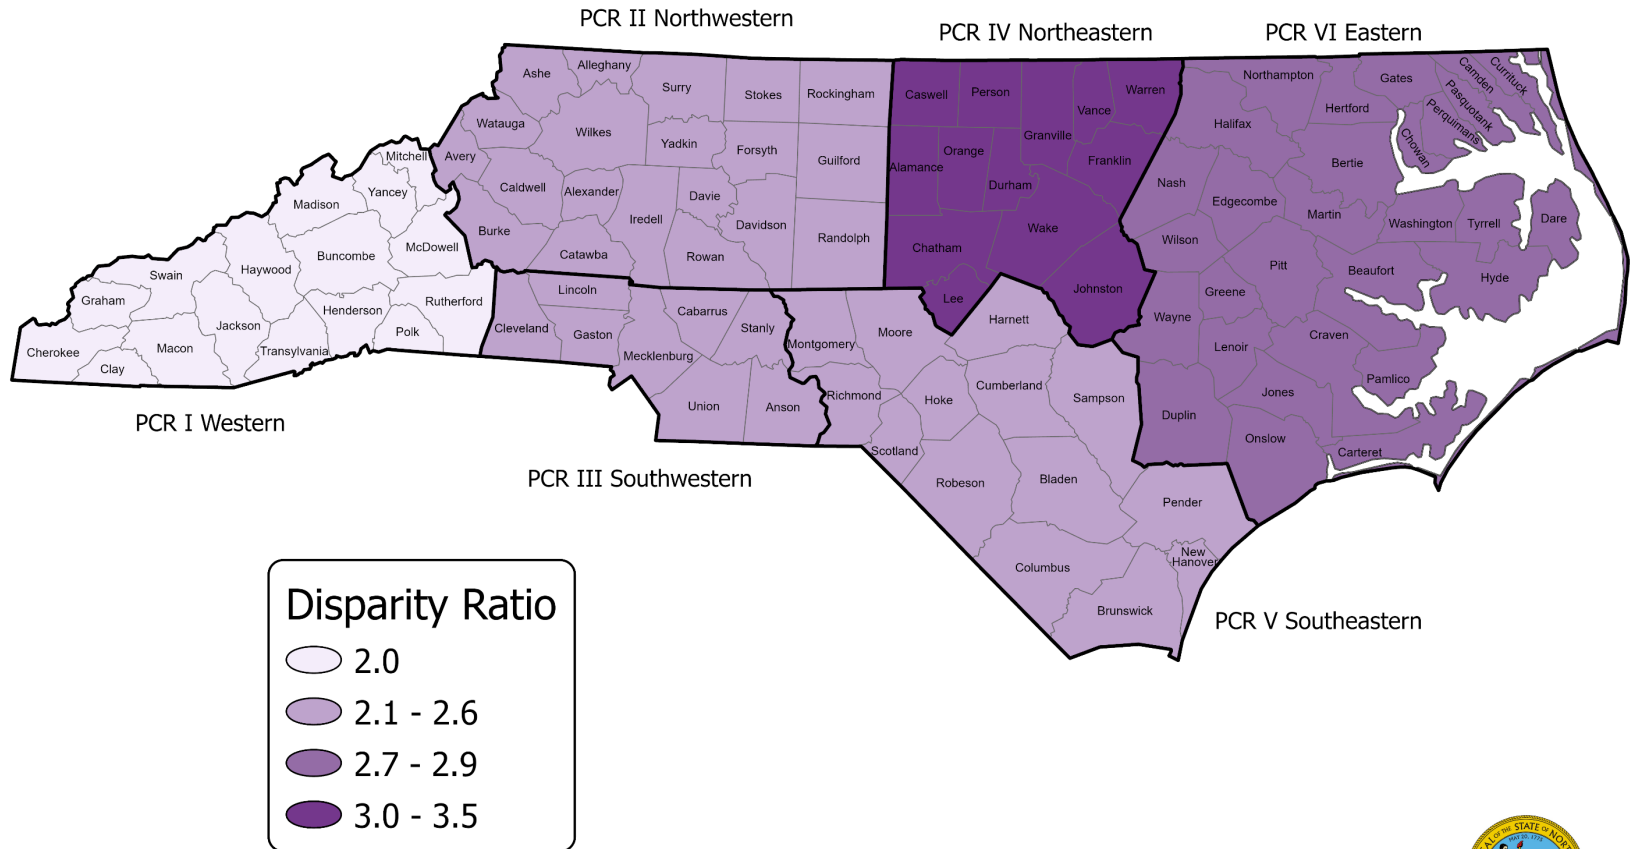 PCR II Northwestern
PCR IV Northeastern
PCR VI Eastern
Ashe
Alleghany
Surry
Stokes
Rockingham
Watauga
Wilkes
Yadkin
Forsyth
Guilford
Avery
Caldwell
Alexander
Iredell
Davie
Davidson
Randolph
Burke
Catawba
Rowan
Caswell
Person
Granville
Vance
Warren
Alamance
Orange
Durham
Franklin
Chatham
Wake
Lee
Johnston
Northampton
Gates
Camden
Currituck
Pasquotank
Perquimans
Chowan
Hertford
Halifax
Bertie
Nash
Edgecombe
Martin
Washington
Tyrrell
Dare
Wilson
Pitt
Beaufort
Hyde
Greene
Wayne
Lenoir
Craven
Pamlico
Jones
Duplin
Onslow
Carteret
Mitchell
Yancey
Madison
McDowell
Buncombe
Haywood
Swain
Graham
Rutherford
Henderson
Polk
Jackson
Transylvania
Macon
Cherokee
Clay
PCR I Western
Lincoln
Cleveland
Gaston
Cabarrus
Stanly
Mecklenburg
Union
Anson
PCR III Southwestern
Montgomery
Moore
Harnett
Richmond
Hoke
Cumberland
Sampson
Scotland
Robeson
Bladen
Pender
Columbus
New
Hanover
Brunswick
PCR V Southeastern
Disparity Ratio
2.0
2.1 - 2.6
2.7 - 2.9
3.0 - 3.5
OF THE STATE OF
MAY 20, 1775